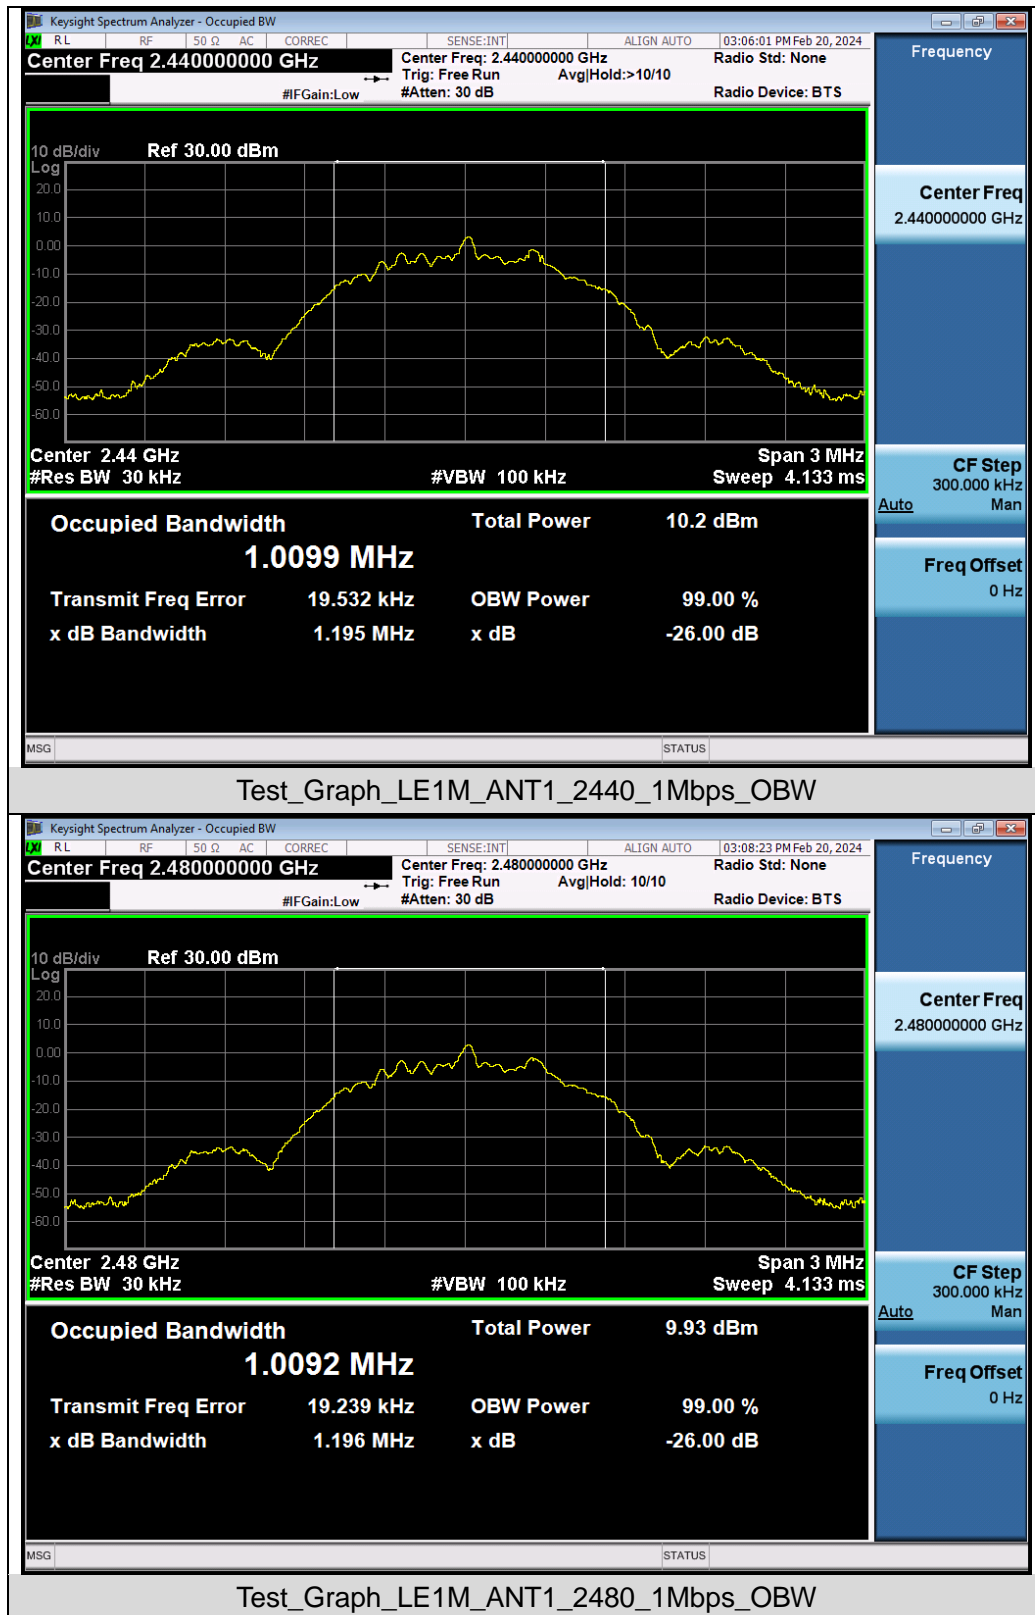 Keysight Spectrum Analyzer - Occupied BW
LXI RL RF 50 Ω AC CORREC SENSE:INT ALIGN AUTO 03:06:01 PM Feb 20, 2024
Center Freq 2.440000000 GHz
Center Freq: 2.440000000 GHz
Radio Std: None
Trig: Free Run Avg|Hold:>10/10
#IFGain:Low #Atten: 30 dB Radio Device: BTS
Frequency
10 dB/div Ref 30.00 dBm
Log
20.0
10.0
0.00
-10.0
-20.0
-30.0
-40.0
-50.0
-60.0
Center Freq
2.440000000 GHz
Center 2.44 GHz Span 3 MHz
#Res BW 30 kHz #VBW 100 kHz Sweep 4.133 ms
CF Step
300.000 kHz
Auto Man
Freq Offset
0 Hz
Occupied Bandwidth Total Power 10.2 dBm
1.0099 MHz
Transmit Freq Error 19.532 kHz OBW Power 99.00 %
x dB Bandwidth 1.195 MHz x dB -26.00 dB
MSG STATUS
Test_Graph_LE1M_ANT1_2440_1Mbps_OBW
Keysight Spectrum Analyzer - Occupied BW
LXI RL RF 50 Ω AC CORREC SENSE:INT ALIGN AUTO 03:08:23 PM Feb 20, 2024
Center Freq 2.480000000 GHz
Center Freq: 2.480000000 GHz
Radio Std: None
Trig: Free Run Avg|Hold: 10/10
#IFGain:Low #Atten: 30 dB Radio Device: BTS
Frequency
10 dB/div Ref 30.00 dBm
Log
20.0
10.0
0.00
-10.0
-20.0
-30.0
-40.0
-50.0
-60.0
Center Freq
2.480000000 GHz
Center 2.48 GHz Span 3 MHz
#Res BW 30 kHz #VBW 100 kHz Sweep 4.133 ms
CF Step
300.000 kHz
Auto Man
Freq Offset
0 Hz
Occupied Bandwidth Total Power 9.93 dBm
1.0092 MHz
Transmit Freq Error 19.239 kHz OBW Power 99.00 %
x dB Bandwidth 1.196 MHz x dB -26.00 dB
MSG STATUS
Test_Graph_LE1M_ANT1_2480_1Mbps_OBW